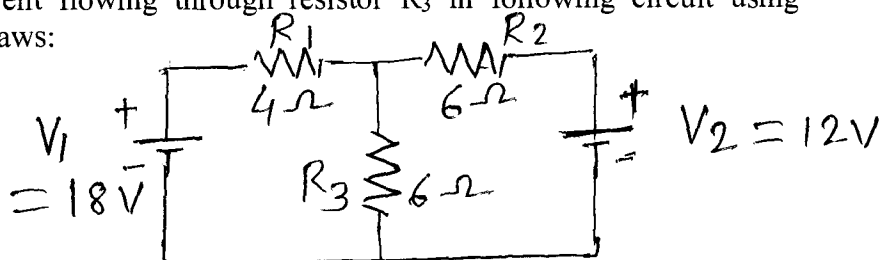 ent flowing through resistor R3 in following circuit using
aws:
R1
R2
4Ω
6Ω
+
+
V1
V2 = 12V
-
-
= 18V
R3
6Ω